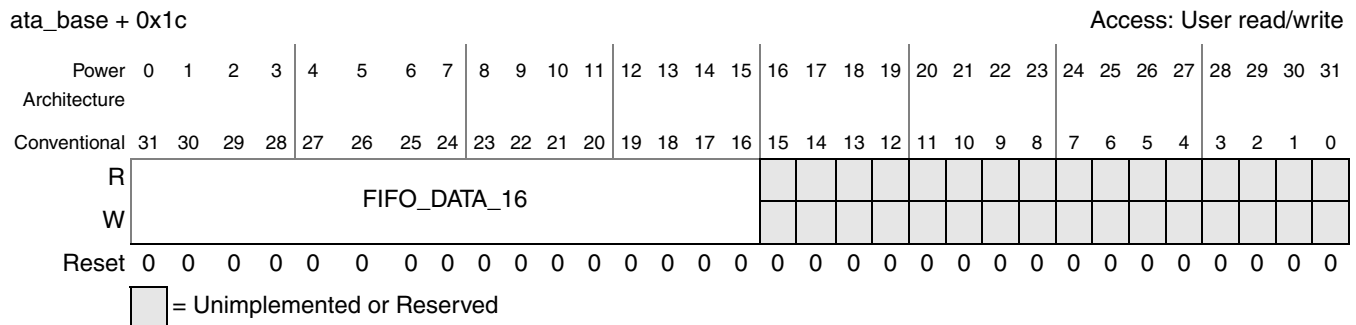 ata_base + 0x1c Access: User read/write
Power 0 1 2 3 4 5 6 7 8 9 10 11 12 13 14 15 16 17 18 19 20 21 22 23 24 25 26 27 28 29 30 31
Architecture
Conventional 31 30 29 28 27 26 25 24 23 22 21 20 19 18 17 16 15 14 13 12 11 10 9 8 7 6 5 4 3 2 1 0
R
FIFO_DATA_16
W
Reset 0 0 0 0 0 0 0 0 0 0 0 0 0 0 0 0 0 0 0 0 0 0 0 0 0 0 0 0 0 0 0 0
= Unimplemented or Reserved